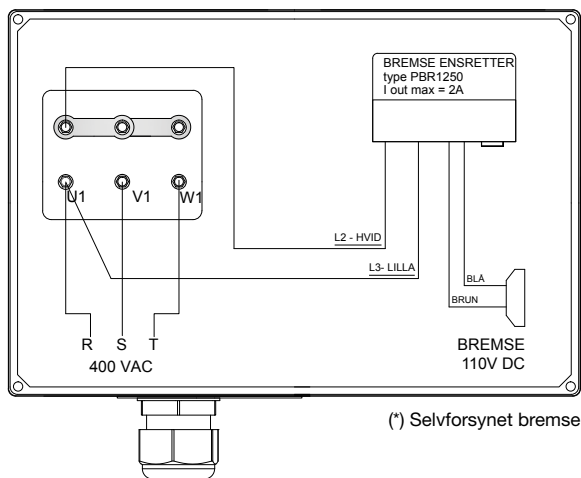 BREMSE ENSRETTER
type PBR1250
I out max = 2A
U1 V1 W1
L2 - HVID
L3- LILLA
BLÅ
BRUN
R S T
400 VAC
BREMSE
110V DC
(*) Selvforsynet bremse